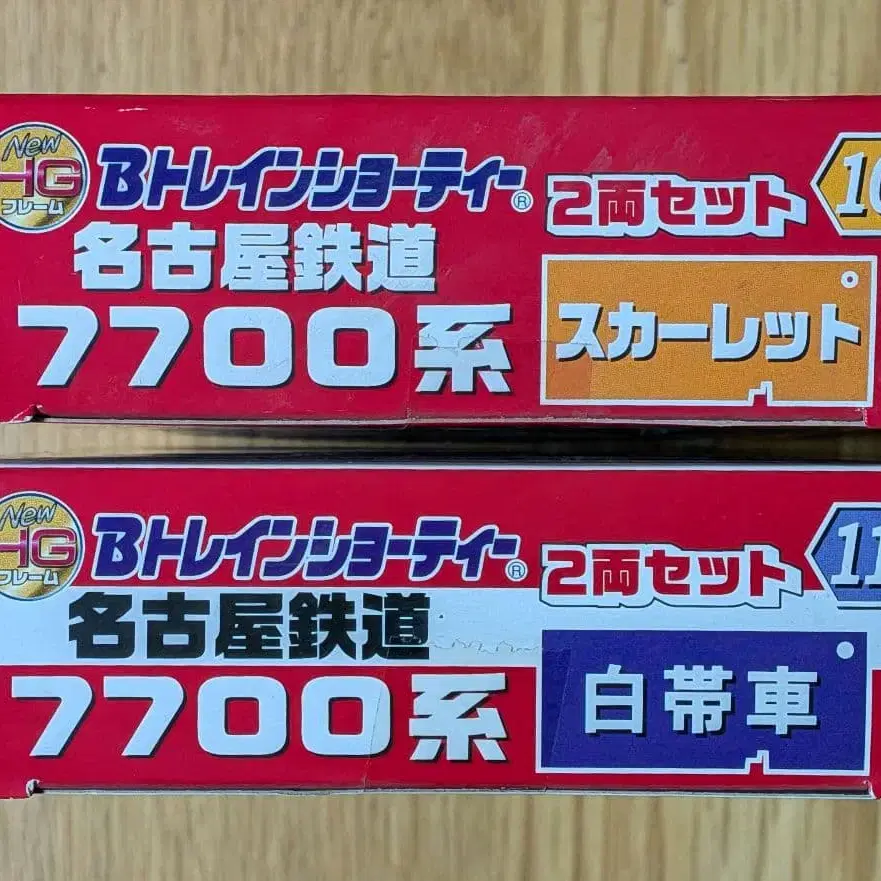 New
HG
フレーム
Bトレインショーティー®
2両セット
10
名古屋鉄道
7700系
スカーレット
New
HG
フレーム
Bトレインショーティー®
2両セット
11
名古屋鉄道
7700系
白帯車